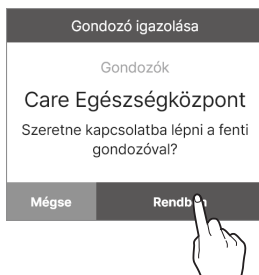 Gondozó igazolása
Gondozók
Care Egészségközpont
Szeretne kapcsolatba lépni a fenti
gondozóval?
Mégse
Rendben